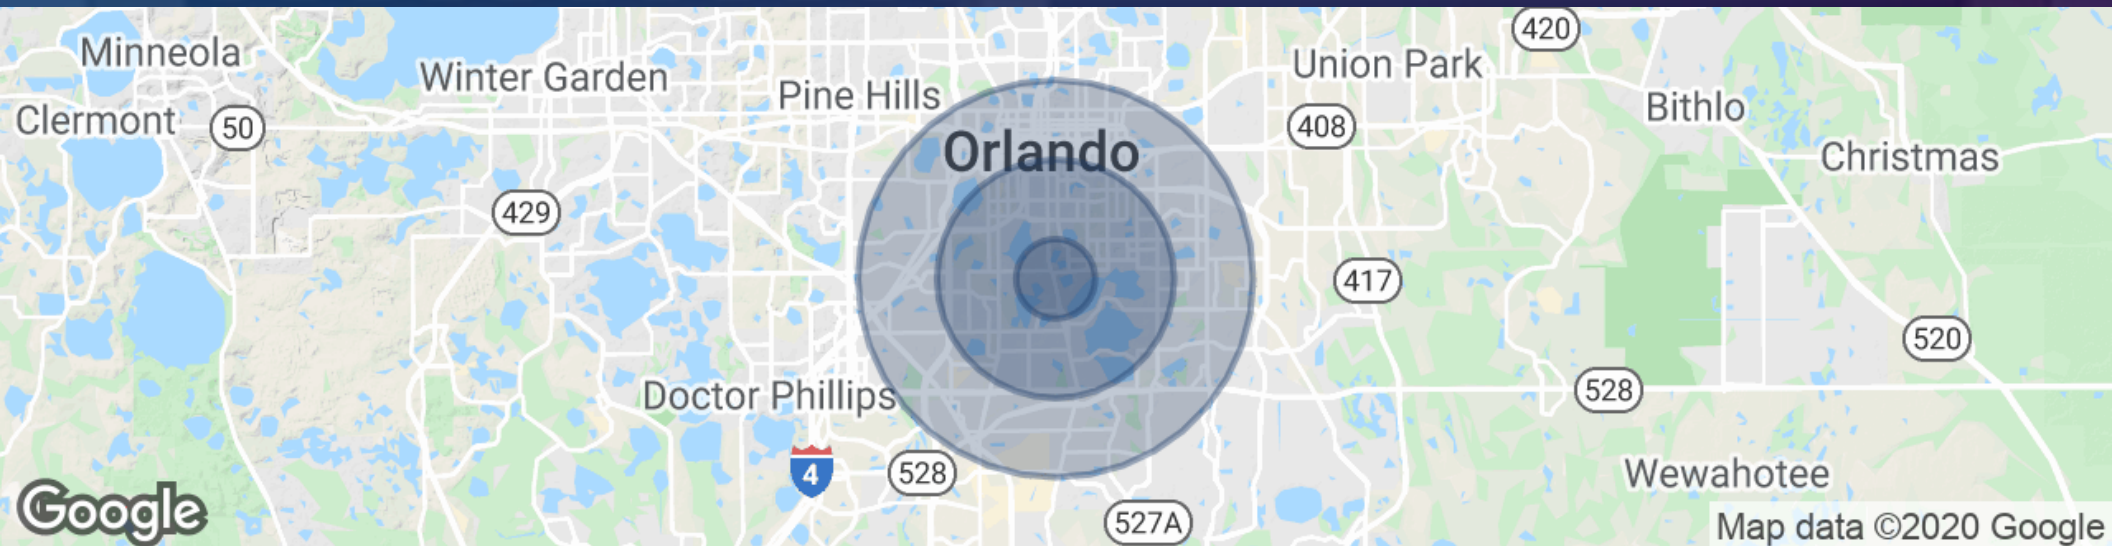 420
Minneola
Union Park
Winter Garden
Pine Hills
Bithlo
Clermont
50
408
Orlando
Christmas
429
417
520
528
Doctor Phillips
4
528
Wewahotee
Google
527A
Map data ©2020 Google